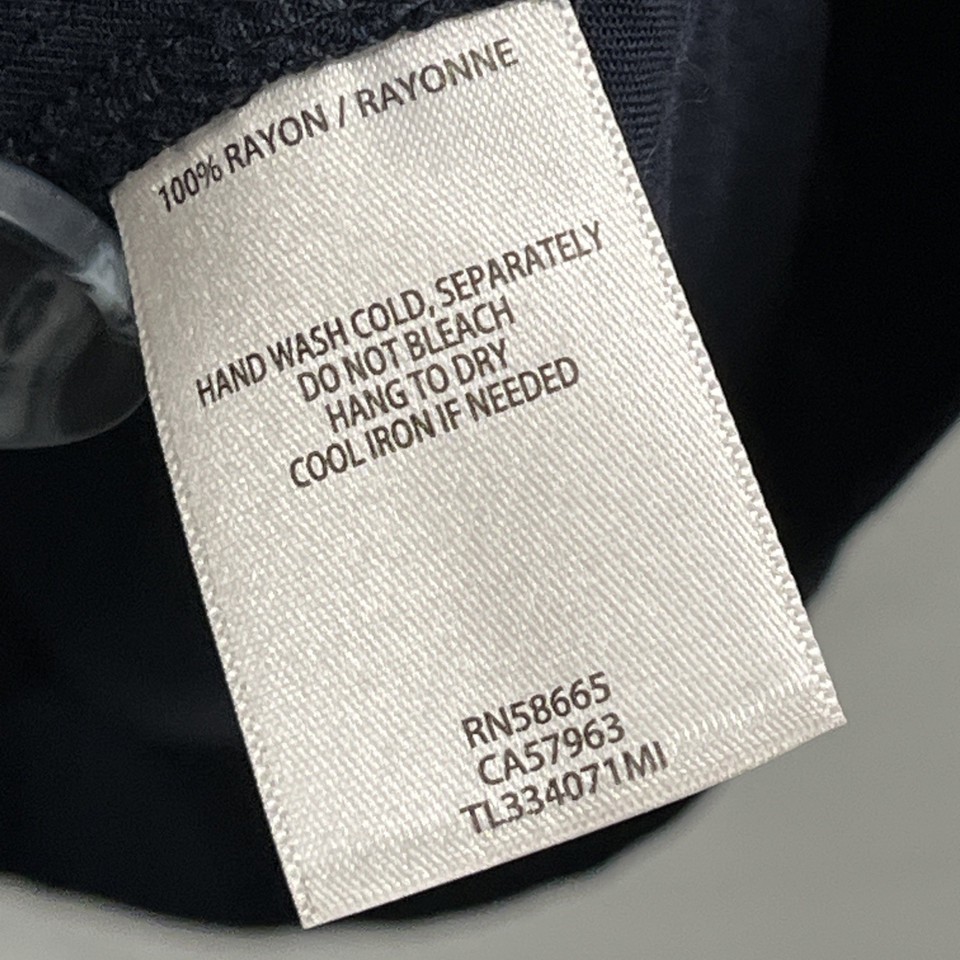 100% RAYON / RAYONNE
HAND WASH COLD, SEPARATELY
DO NOT BLEACH
HANG TO DRY
COOL IRON IF NEEDED
RN58665
CA57963
TL334071MI